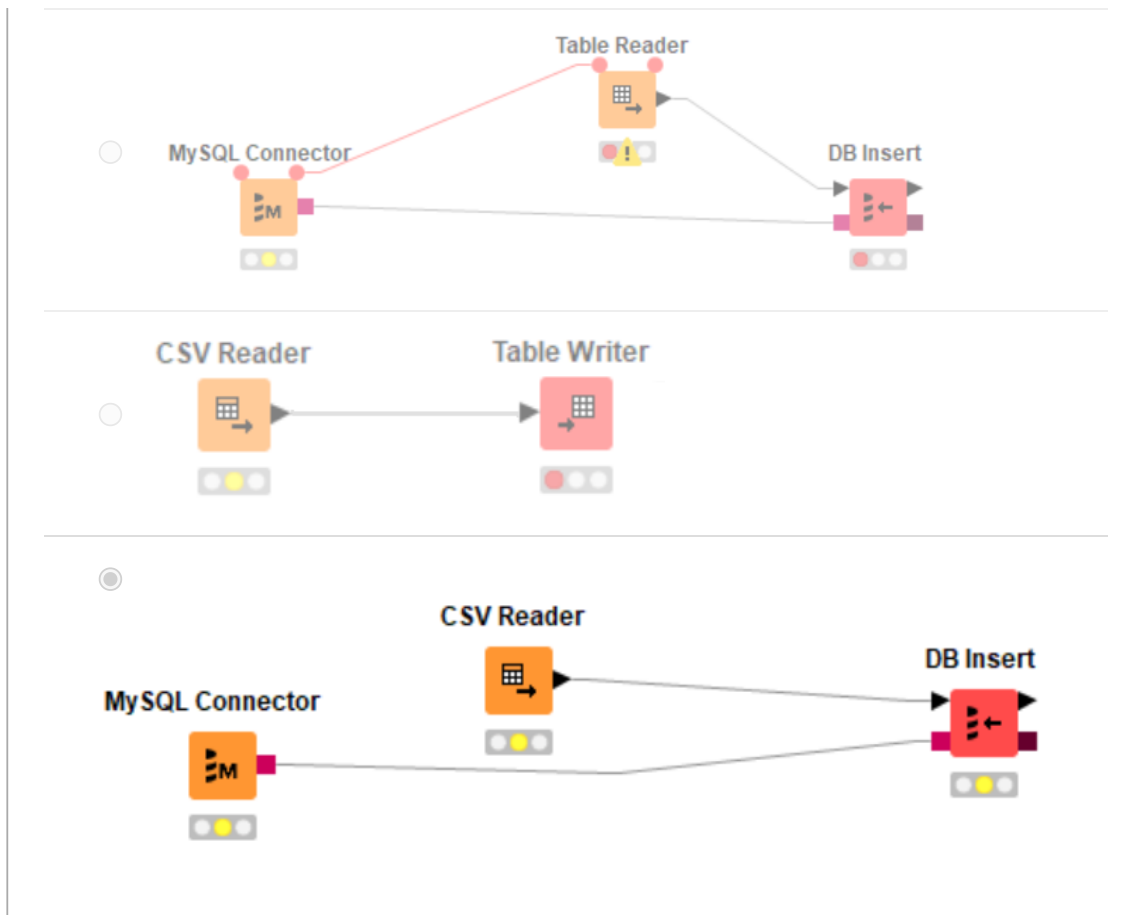 Table Reader
MySQL Connector
DB Insert
M
CSV Reader
Table Writer
CSV Reader
DB Insert
MySQL Connector
M